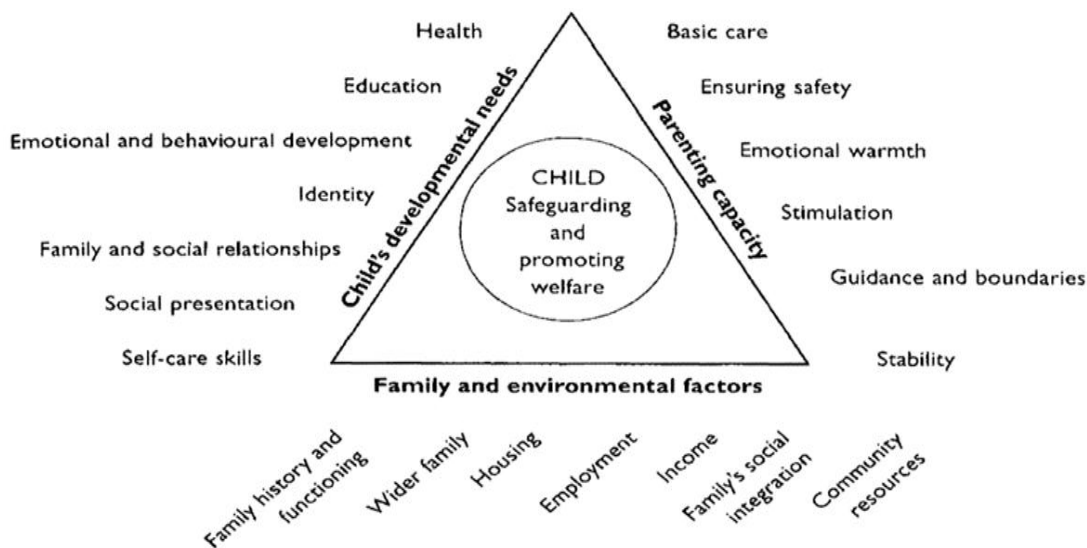 Health
Education
Emotional and behavioural development
Identity
Family and social relationships
Social presentation
Self-care skills
Child's developmental needs
CHILD
Safeguarding
and
promoting
welfare
Parenting capacity
Basic care
Ensuring safety
Emotional warmth
Stimulation
Guidance and boundaries
Stability
Family and environmental factors
Family history and
functioning
Wider family
Housing
Employment
Income
Family's social
integration
Community
resources